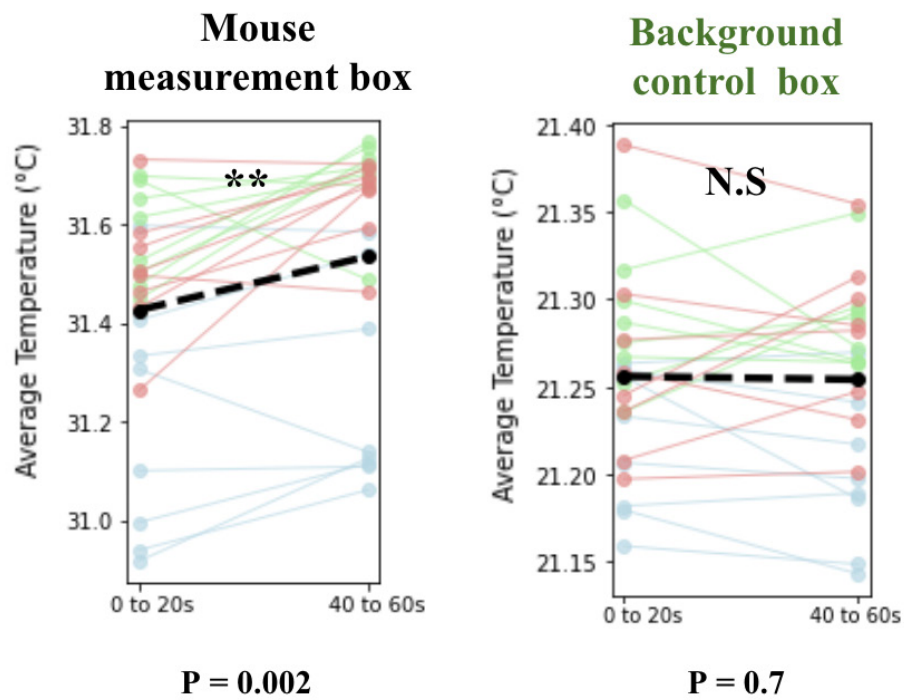 Mouse
measurement box
Average Temperature (°C)
31.8
31.6
31.4
31.2
31.0
**
0 to 20s
40 to 60s
P = 0.002
Background
control box
Average Temperature (°C)
21.40
21.35
21.30
21.25
21.20
21.15
N.S
0 to 20s
40 to 60s
P = 0.7